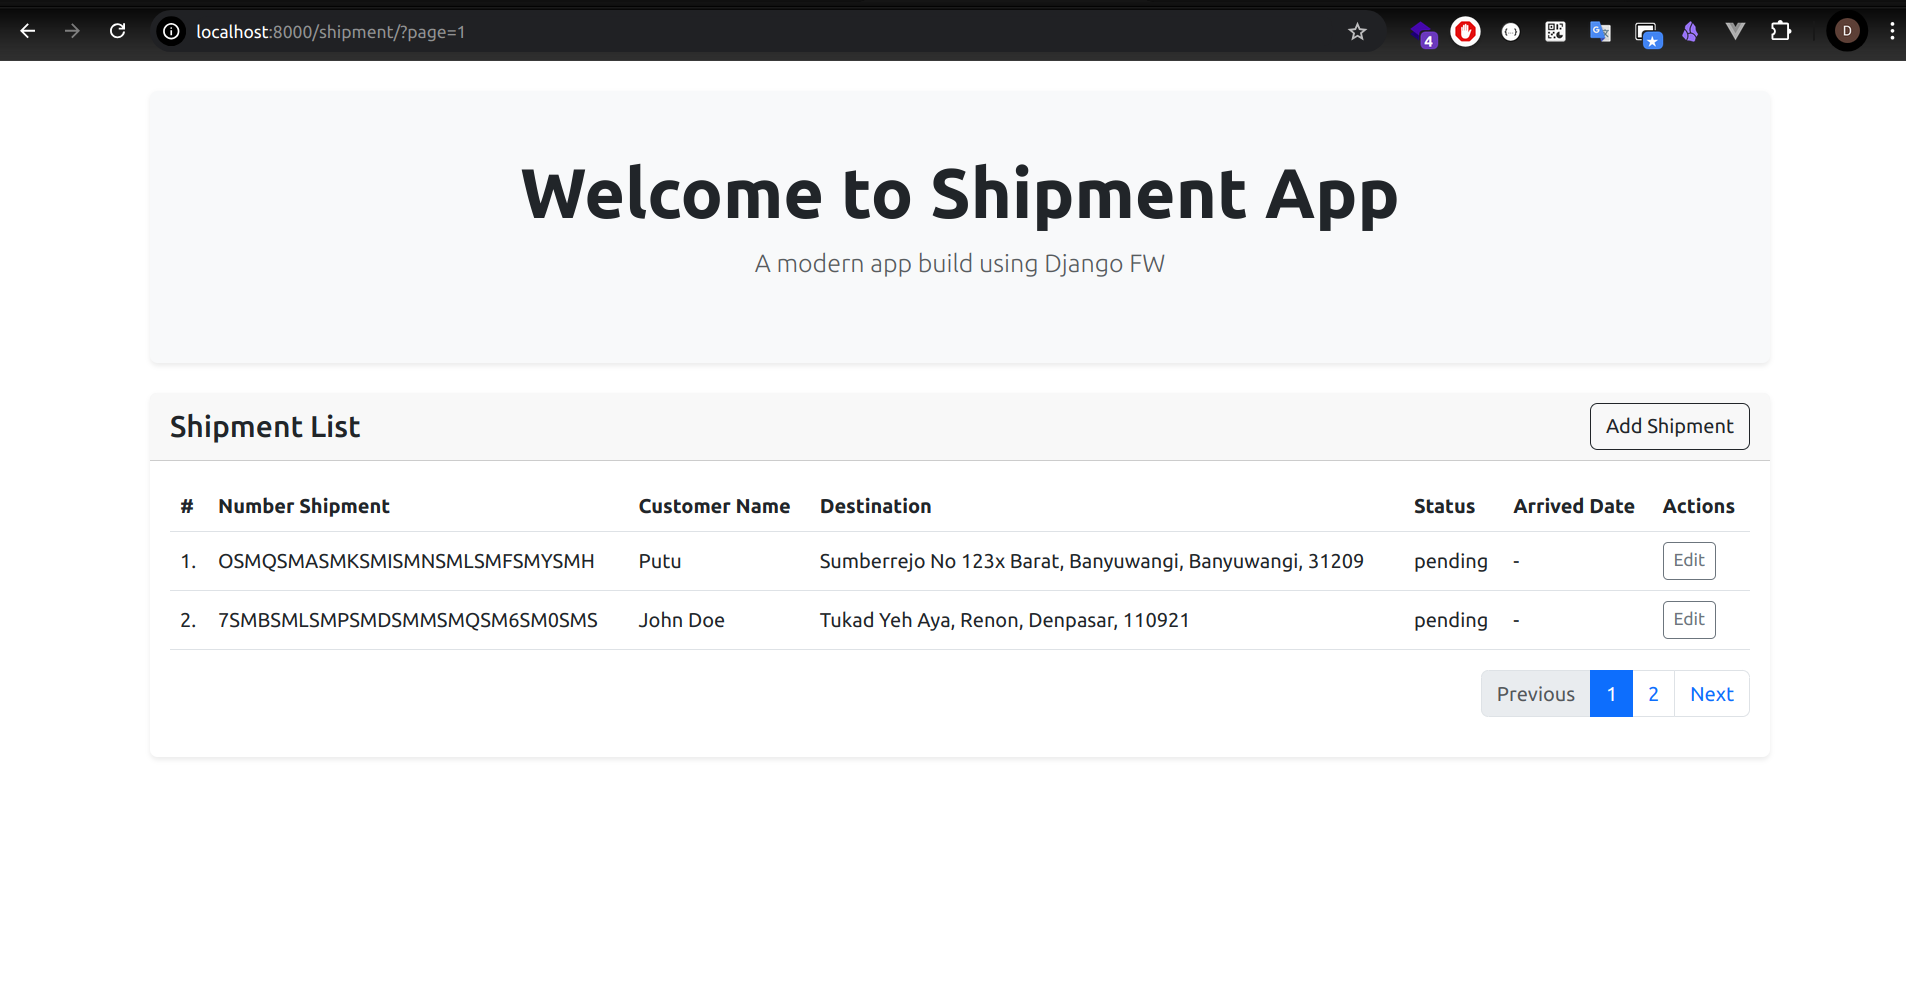 localhost:8000/shipment/?page=1
4
D
Welcome to Shipment App
A modern app build using Django FW
Shipment List
Add Shipment
# Number Shipment Customer Name Destination Status Arrived Date Actions
1. OSMQSMASMKSMISMNSMLSMFSMYSMH Putu Sumberrejo No 123x Barat, Banyuwangi, Banyuwangi, 31209 pending - Edit
2. 7SMBSMLSMPSMDSMMSMQSM6SM0SMS John Doe Tukad Yeh Aya, Renon, Denpasar, 110921 pending - Edit
Previous 1 2 Next